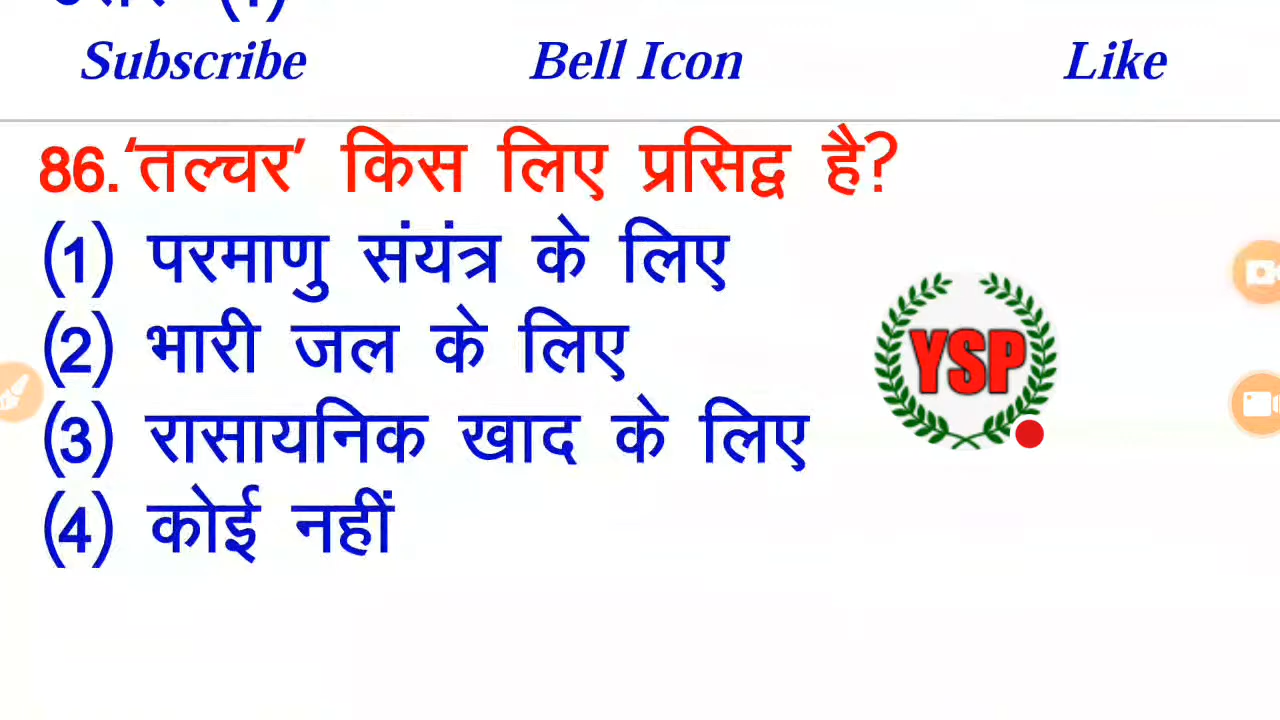 Subscribe Bell Icon Like
86. ‘तल्चर’ किस लिए प्रसिद्व है?
(1) परमाणु संयंत्र के लिए
(2) भारी जल के लिए
YSP
(3) रासायनिक खाद के लिए
(4) कोई नहीं